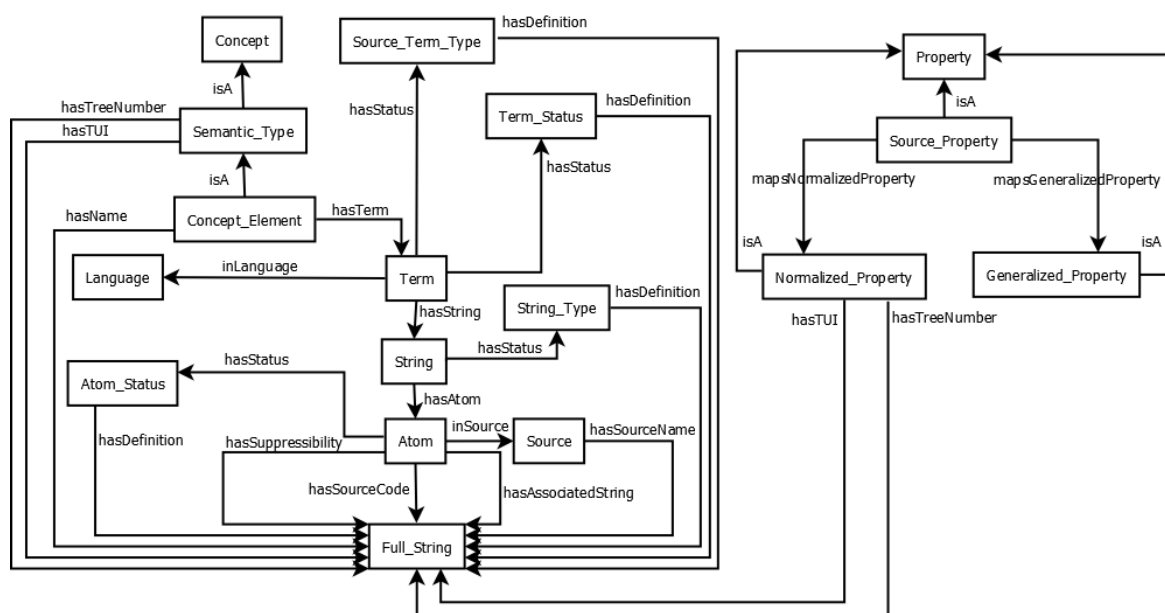 hasDefinition
Concept
Source_Term_Type
Property
isA
hasTreeNumber
hasStatus
hasDefinition
isA
hasTUI
Semantic_Type
Term_Status
Source_Property
isA
hasStatus
mapsNormalizedProperty
mapsGeneralizedProperty
hasName
Concept_Element
hasTerm
isA
isA
Language
inLanguage
Term
Normalized_Property
Generalized_Property
hasDefinition
hasString
String_Type
hasTUI
hasTreeNumber
hasStatus
String
hasStatus
Atom_Status
hasAtom
hasDefinition
hasSuppressibility
Atom
inSource
Source
hasSourceName
hasSourceCode
hasAssociatedString
Full_String